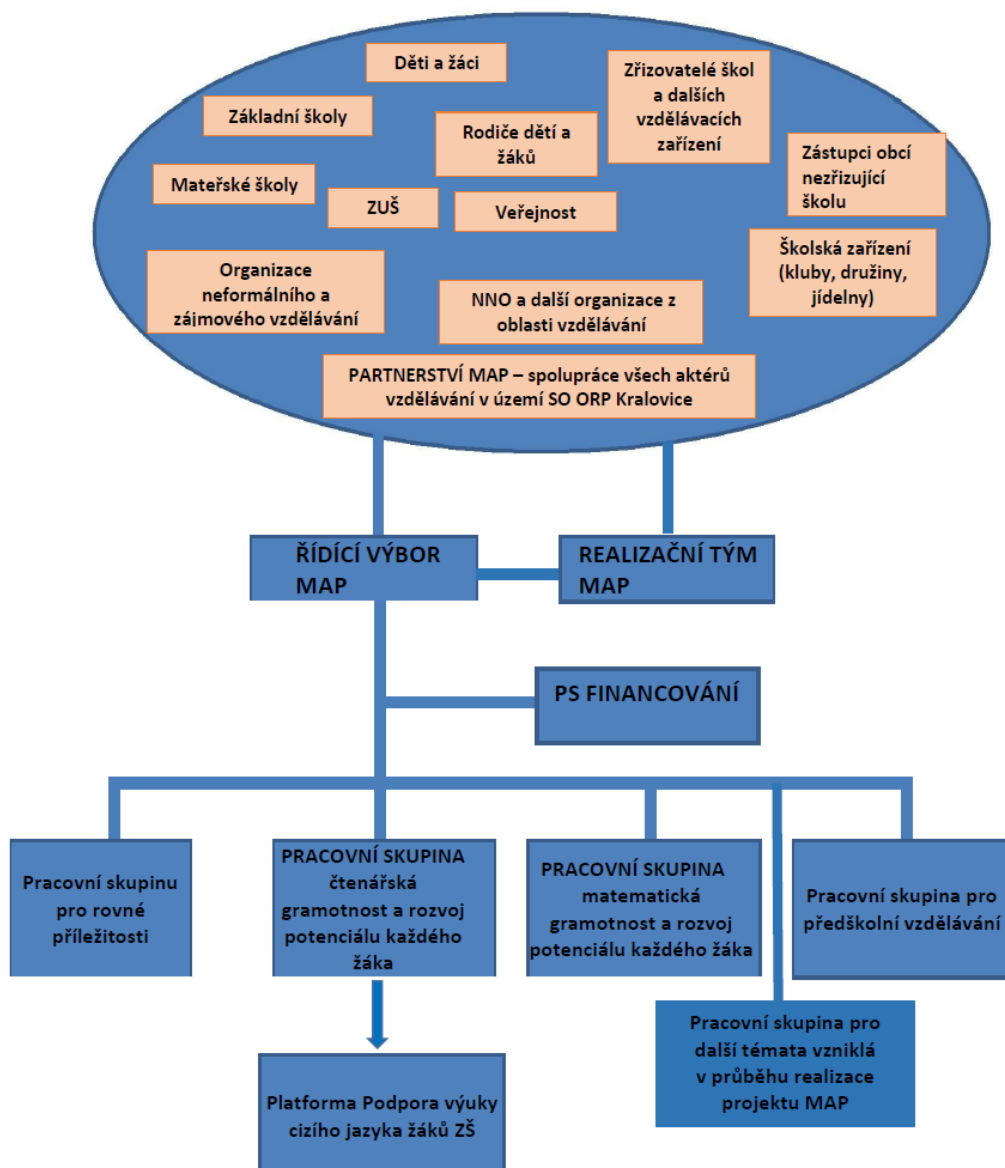 Děti a žáci
Zřizovatelé škol
a dalších
vzdělávacích
zařízení
Základní školy
Rodiče dětí a
žáků
Zástupci obcí
nezřizující
školu
Mateřské školy
ZUŠ
Veřejnost
Školská zařízení
(kluby, družiny,
jídelny)
Organizace
neformálního a
zájmového vzdělávání
NNO a další organizace z
oblasti vzdělávání
PARTNERSTVÍ MAP – spolupráce všech aktérů
vzdělávání v území SO ORP Kralovice
ŘÍDÍCÍ VÝBOR
MAP
REALIZAČNÍ TÝM
MAP
PS FINANCOVÁNÍ
Pracovní skupinu
pro rovné
příležitosti
PRACOVNÍ SKUPINA
čtenářská
gramotnost a rozvoj
potenciálu každého
žáka
PRACOVNÍ SKUPINA
matematická
gramotnost a rozvoj
potenciálu každého žáka
Pracovní skupina pro
předškolní vzdělávání
Pracovní skupina pro
další témata vzniklá
v průběhu realizace
projektu MAP
Platforma Podpora výuky
cizího jazyka žáků ZŠ